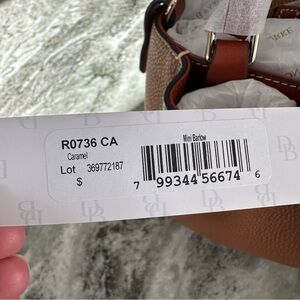 R0736 CA
Caramel
Lot 369772187
$
Mini Barlow
7 99344 56674 6